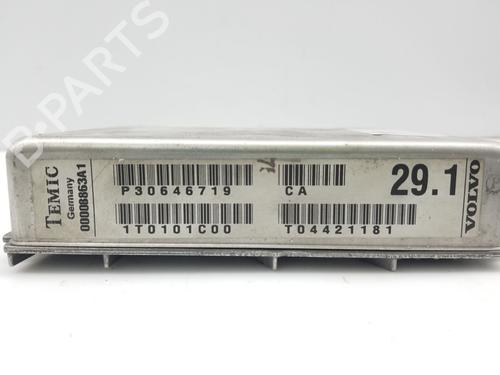 B-PARTS
TEMIC
Germany
00008863A1
P30646719
CA
1T0101C00
T04421181
29.1
VOLVO